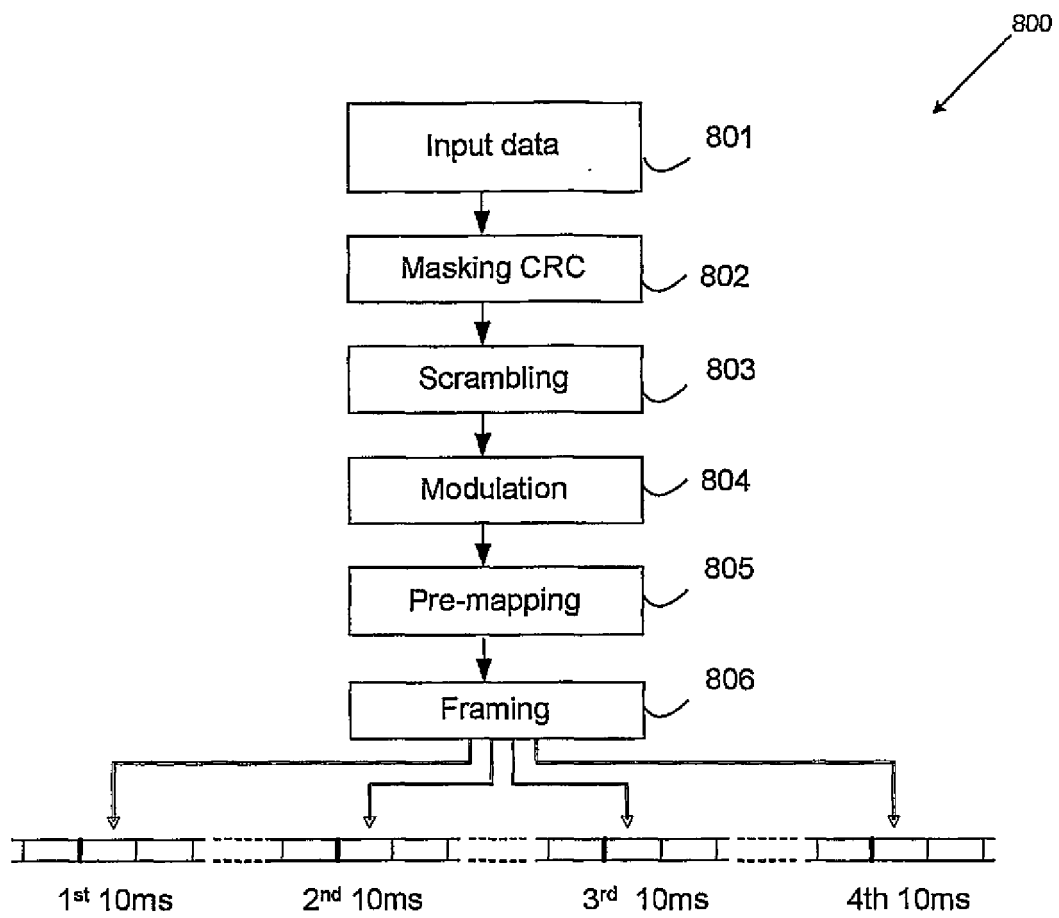 800
Input data
801
Masking CRC
802
Scrambling
803
Modulation
804
Pre-mapping
805
Framing
806
1st 10ms
2nd 10ms
3rd 10ms
4th 10ms